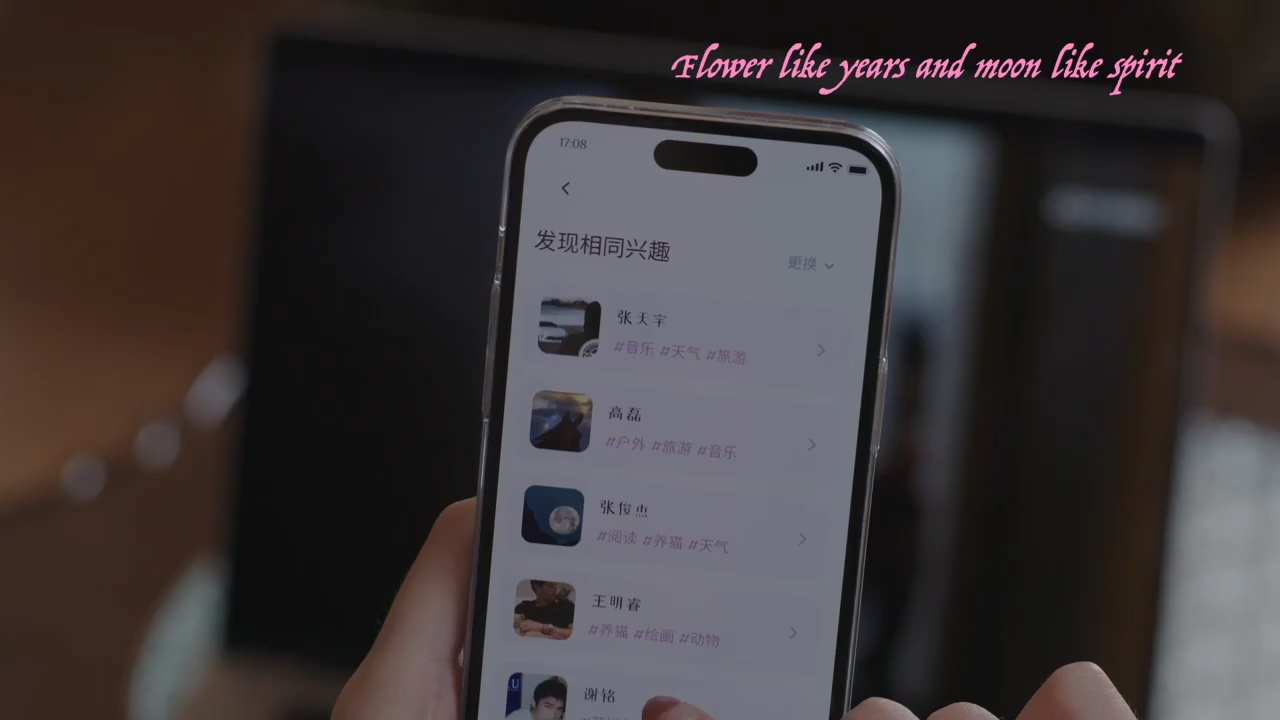 Flower like years and moon like spirit
17:08
发现相同兴趣
更换
张天宇
#音乐 #天气 #旅游
高磊
#户外 #旅游 #音乐
张俊杰
#阅读 #养猫 #天气
王明睿
#养猫 #绘画 #动物
U
谢铭